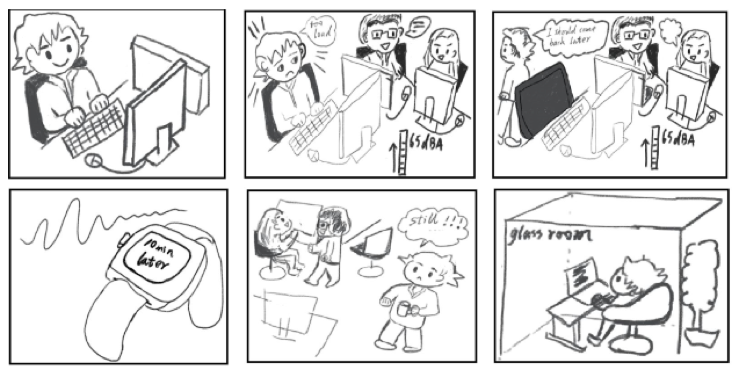 too
loud
65dBA
I should come
back later
65dBA
10min
later
still !!!
glass room